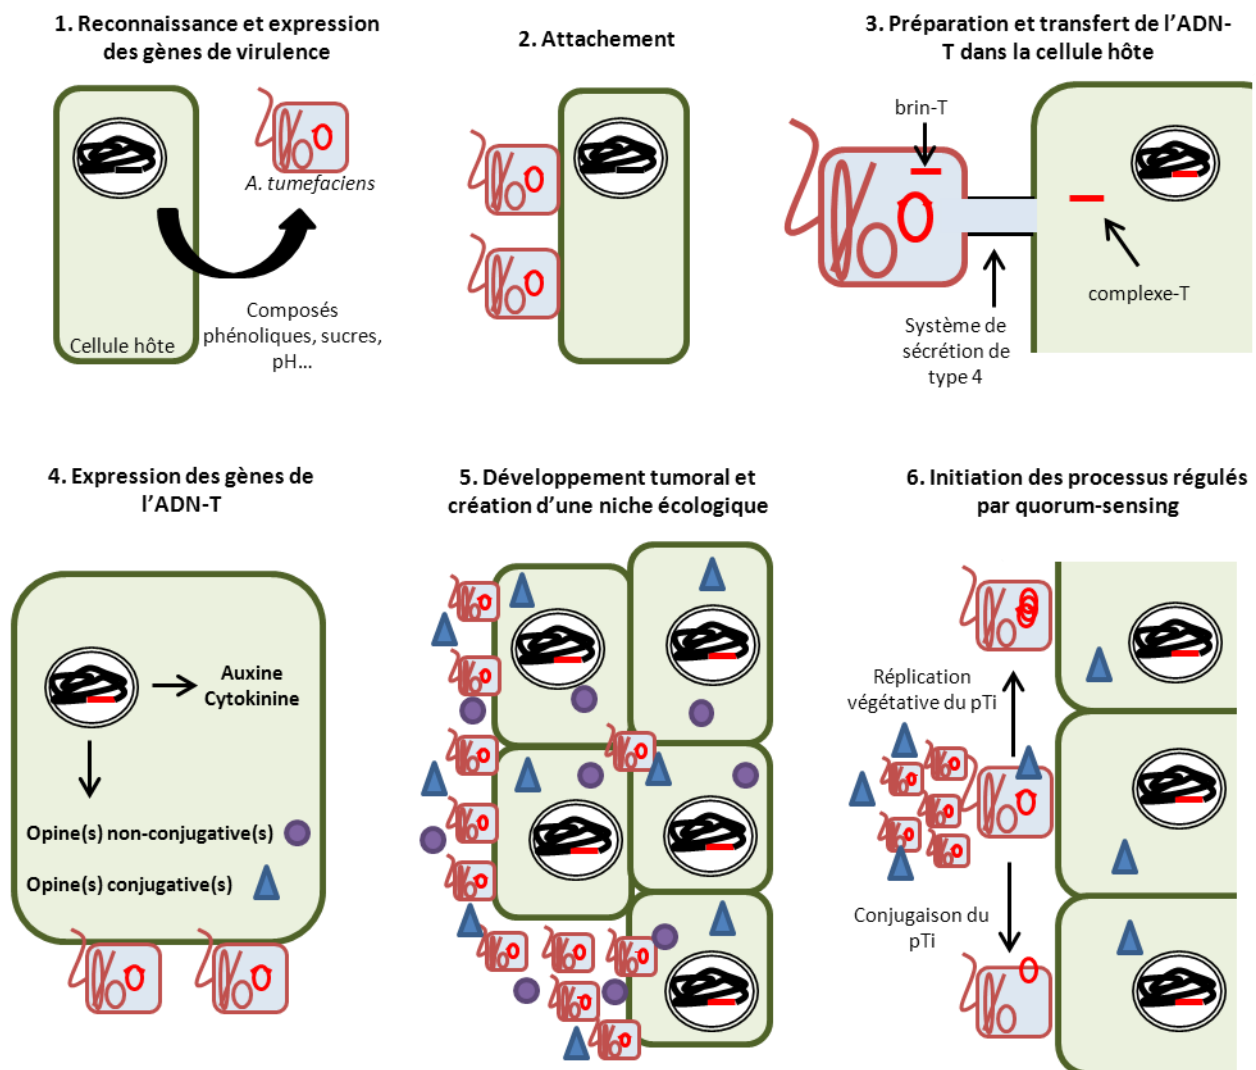 1. Reconnaissance et expression
des gènes de virulence
A. tumefaciens
Composés
phénoliques, sucres,
pH...
Cellule hôte
2. Attachement
3. Préparation et transfert de l'ADN-
T dans la cellule hôte
brin-T
complexe-T
Système de
sécrétion de
type 4
4. Expression des gènes de
l'ADN-T
Auxine
Cytokinine
Opine(s) non-conjugative(s)
Opine(s) conjugative(s)
5. Développement tumoral et
création d'une niche écologique
6. Initiation des processus régulés
par quorum-sensing
Réplication
végétative du pTi
Conjugaison du
pTi